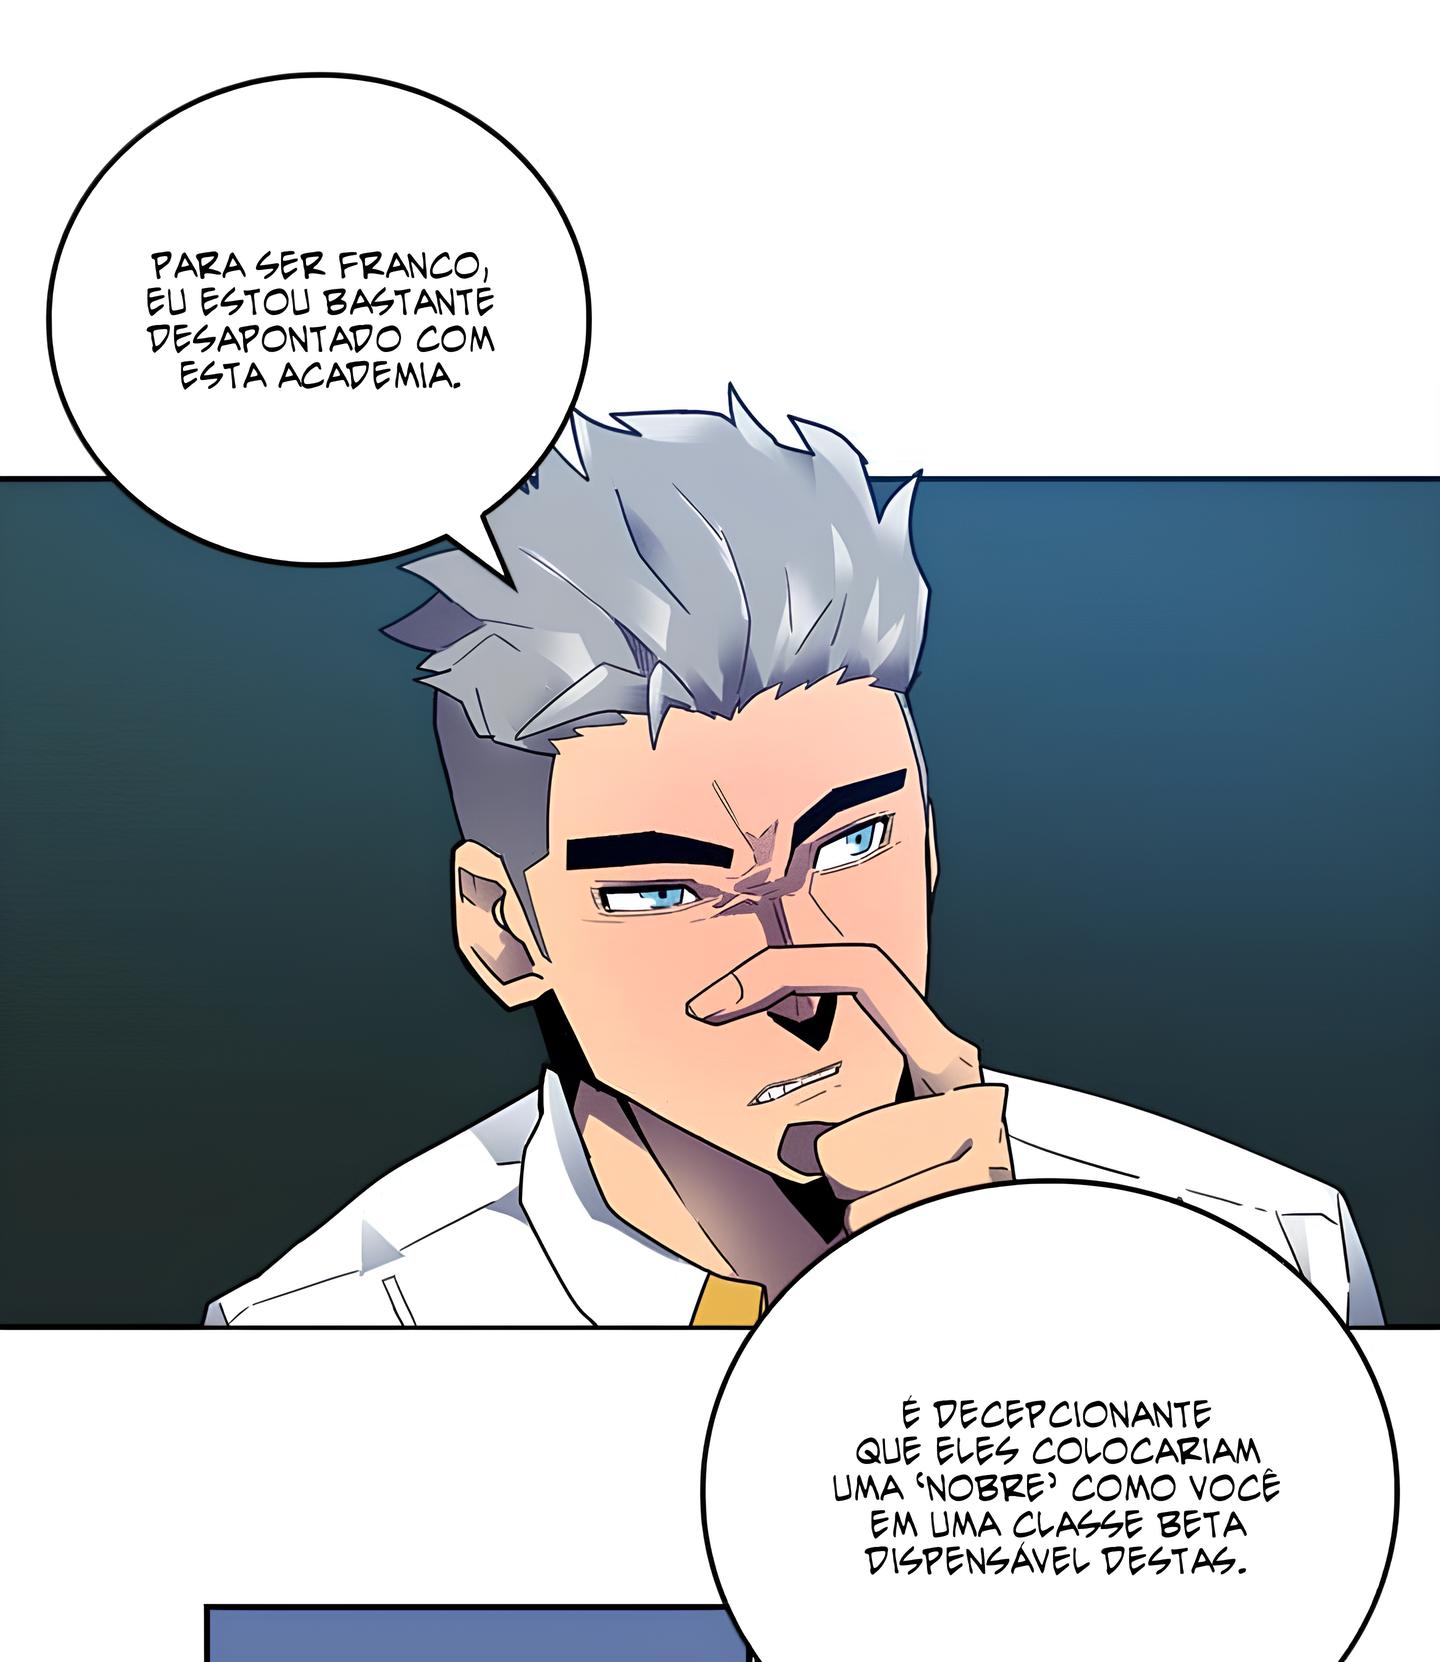 PARA SER FRANCO,
EU ESTOU BASTANTE
DESAPONTADO COM
ESTA ACADEMIA.
É DECEPCIONANTE
QUE ELES COLOCARIAM
UMA ‘NOBRE’ COMO VOCÊ
EM UMA CLASSE BETA
DISPENSÁVEL DESTAS.